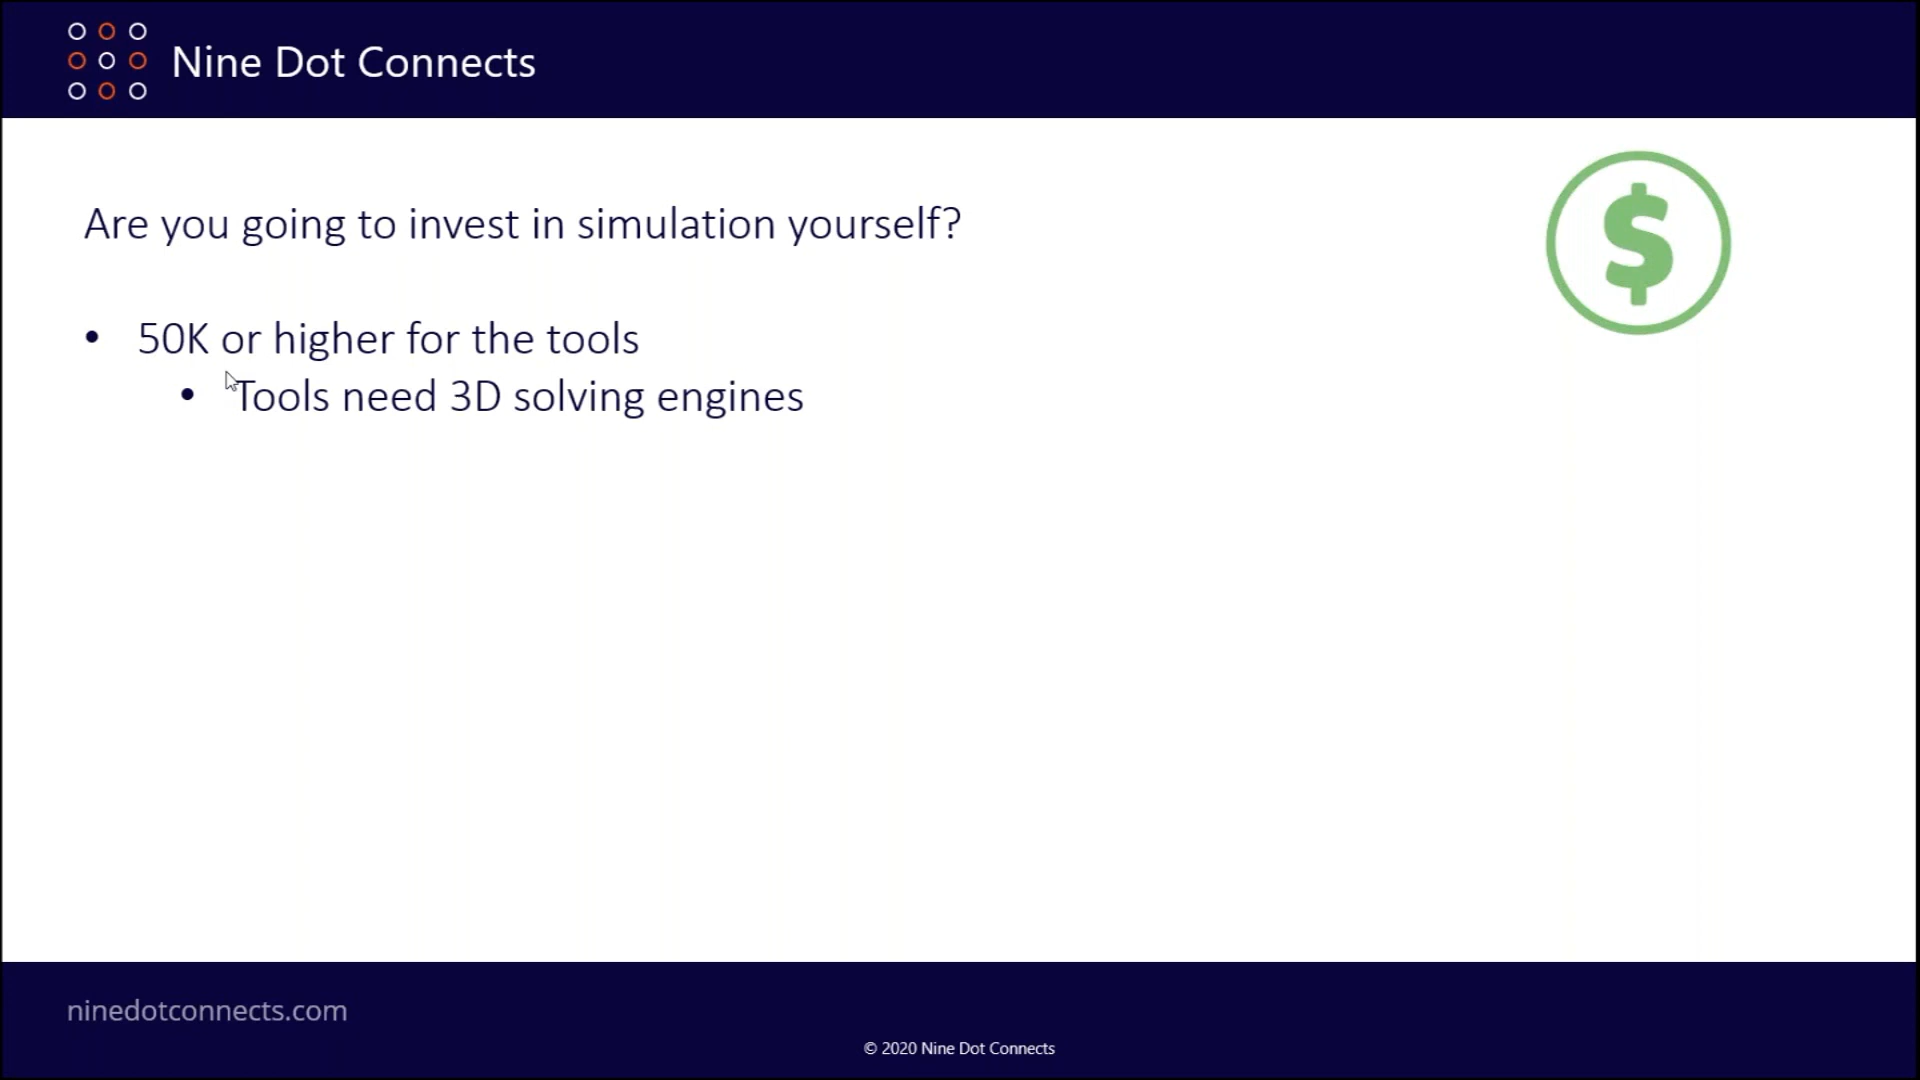 Nine Dot Connects
Are you going to invest in simulation yourself?
$
• 50K or higher for the tools
• Tools need 3D solving engines
ninedotconnects.com
© 2020 Nine Dot Connects